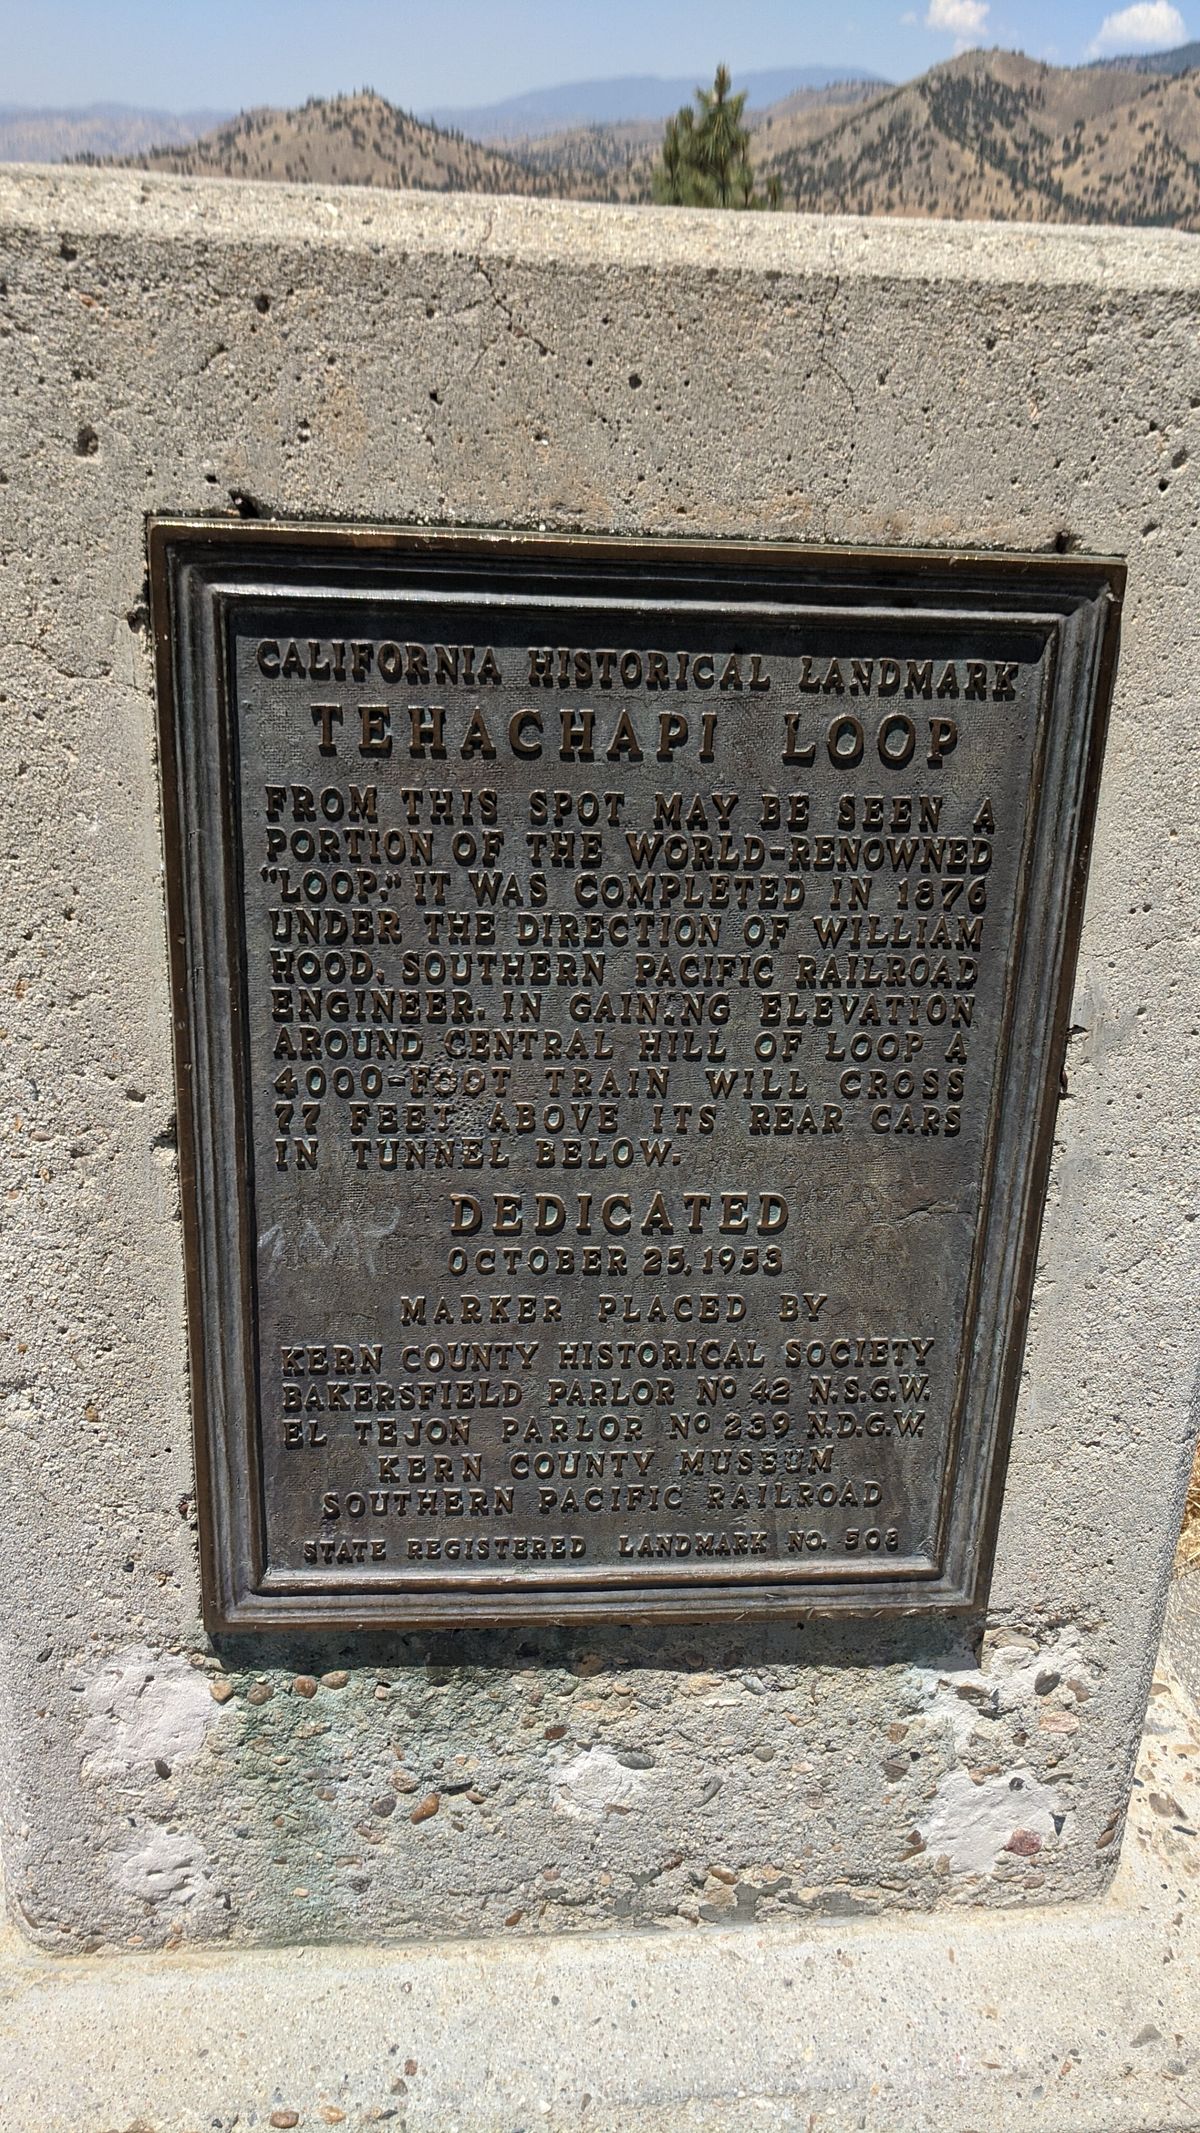 CALIFORNIA HISTORICAL LANDMARK
TEHACHAPI LOOP
FROM THIS SPOT MAY BE SEEN A
PORTION OF THE WORLD-RENOWNED
"LOOP." IT WAS COMPLETED IN 1876
UNDER THE DIRECTION OF WILLIAM
HOOD, SOUTHERN PACIFIC RAILROAD
ENGINEER. IN GAINING ELEVATION
AROUND CENTRAL HILL OF LOOP A
4000-FOOT TRAIN WILL CROSS
77 FEET ABOVE ITS REAR CARS
IN TUNNEL BELOW.
DEDICATED
OCTOBER 25, 1953
MARKER PLACED BY
KERN COUNTY HISTORICAL SOCIETY
BAKERSFIELD PARLOR NO 42 N.S.G.W.
EL TEJON PARLOR NO 239 N.D.G.W.
KERN COUNTY MUSEUM
SOUTHERN PACIFIC RAILROAD
STATE REGISTERED LANDMARK NO. 508